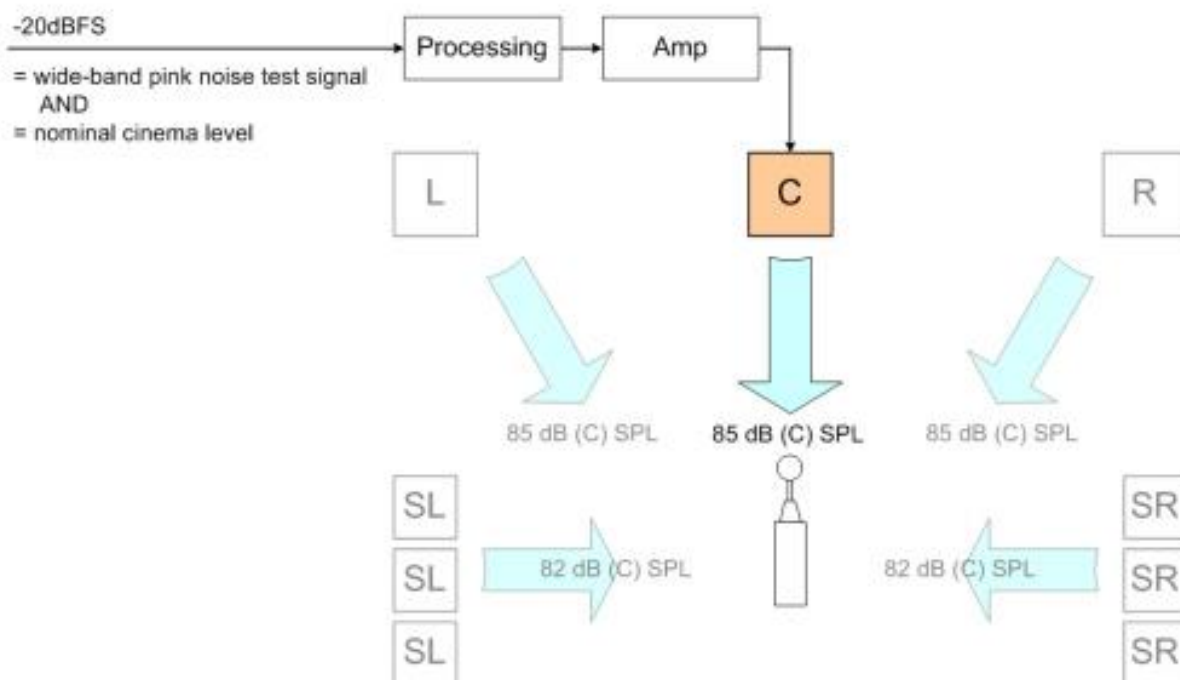 -20dBFS
= wide-band pink noise test signal
AND
= nominal cinema level
Processing
Amp
L
C
R
85 dB (C) SPL
85 dB (C) SPL
85 dB (C) SPL
SL
SR
SL
82 dB (C) SPL
82 dB (C) SPL
SR
SL
SR